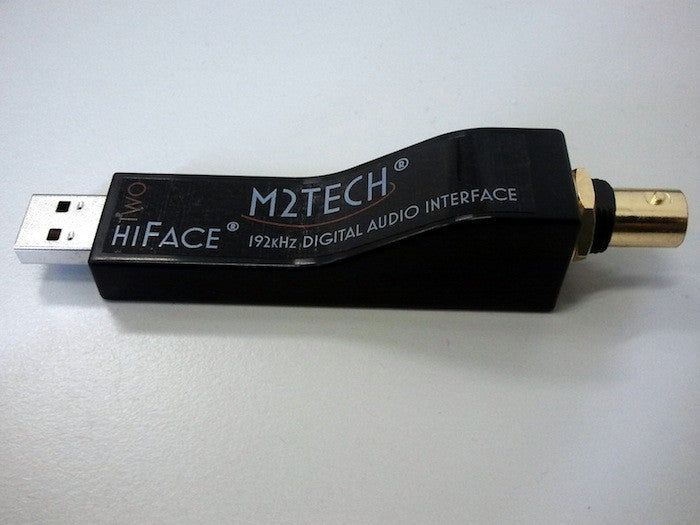 TWO
HIFACE®
M2TECH®
192KHZ DIGITAL AUDIO INTERFACE